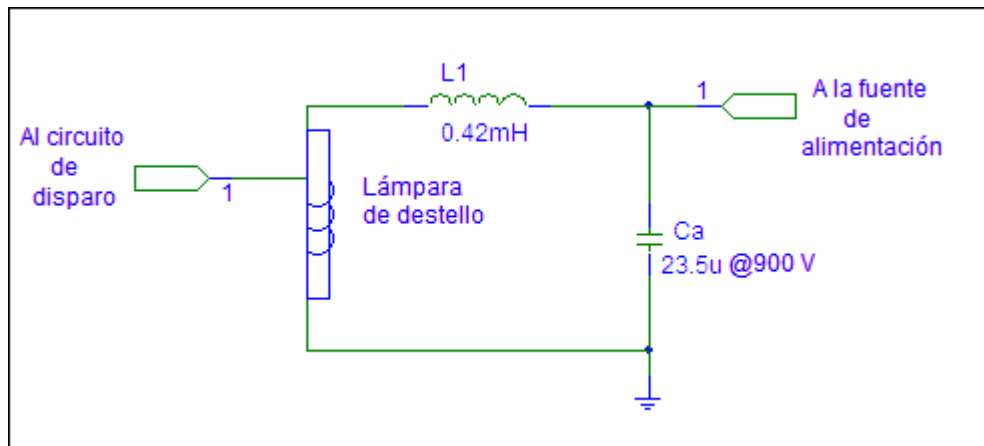 L1
0.42mH
1
A la fuente
de
alimentación
Al circuito
de
disparo
1
Lámpara
de destello
Ca
23.5u @900 V